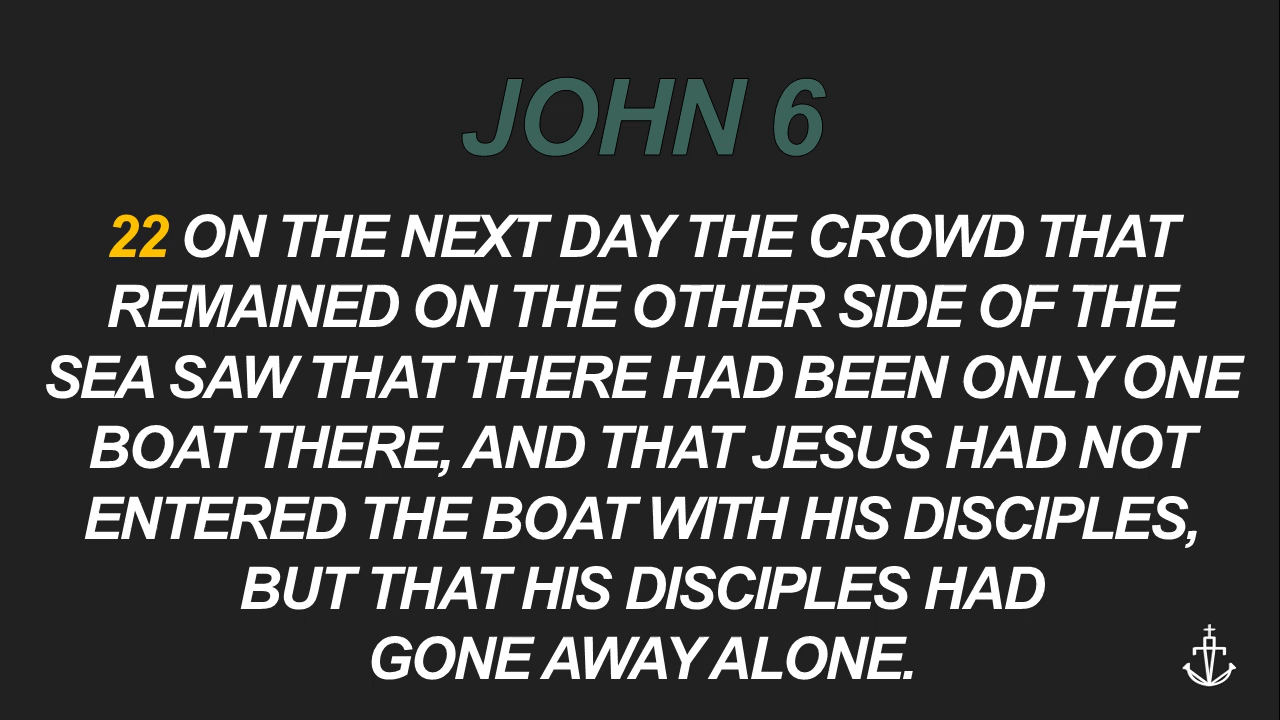 JOHN 6
22 ON THE NEXT DAY THE CROWD THAT
REMAINED ON THE OTHER SIDE OF THE
SEA SAW THAT THERE HAD BEEN ONLY ONE
BOAT THERE, AND THAT JESUS HAD NOT
ENTERED THE BOAT WITH HIS DISCIPLES,
BUT THAT HIS DISCIPLES HAD
GONE AWAY ALONE.